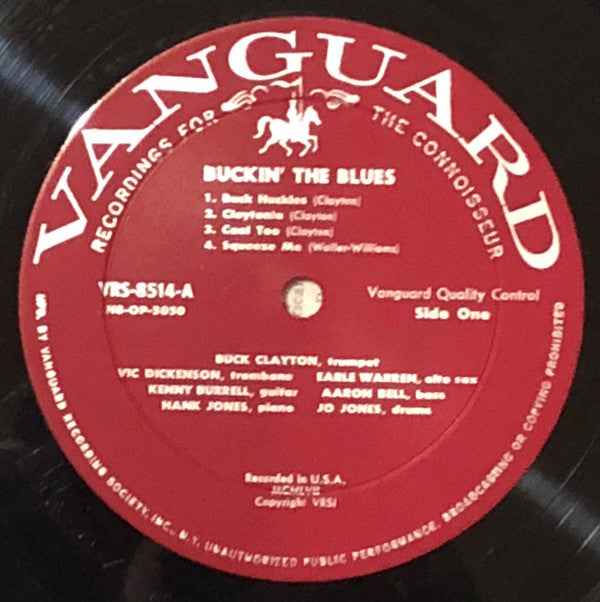 VANGUARD
RECORDINGS FOR THE CONNOISSEUR
BUCKIN' THE BLUES
1. Buck Huckles (Clayton)
2. Claytonia (Clayton)
3. Cool Too (Clayton)
4. Squeeze Me (Waller-Williams)
VRS-8514-A
Vanguard Quality Control
Side One
BUCK CLAYTON, trumpet
VIC DICKENSON, trombone EARLE WARREN, alto sax
KENNY BURRELL, guitar AARON BELL, bass
HANK JONES, piano JO JONES, drums
Recorded in U.S.A.
MCMLVII
Copyright VRSI
MFG. BY VANGUARD RECORDING SOCIETY, INC., N.Y. UNAUTHORIZED PUBLIC PERFORMANCE, BROADCASTING OR COPYING PROHIBITED